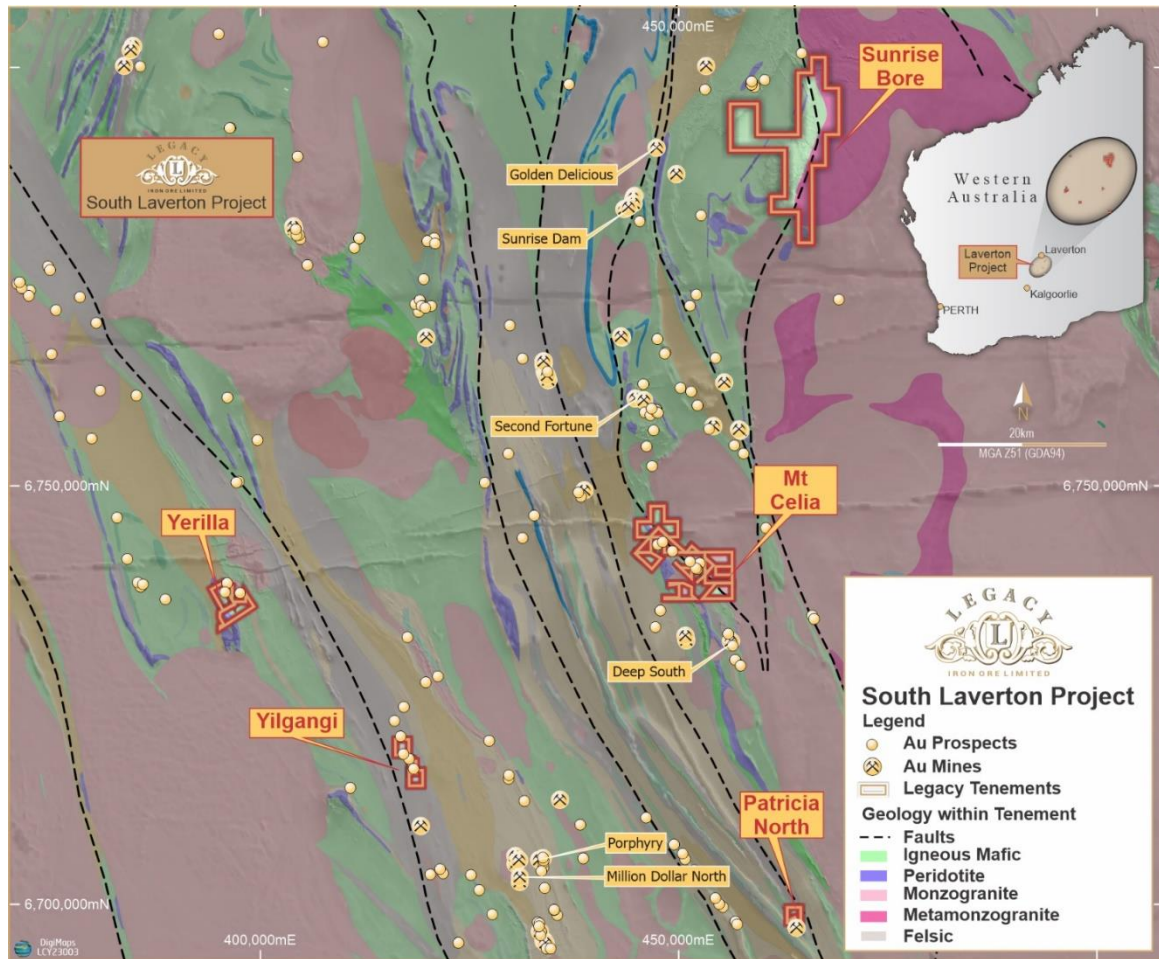 450,000mE
Sunrise
Bore
LEGACY
L
IRON ORE LIMITED
South Laverton Project
Golden Delicious
Sunrise Dam
Western
Australia
Laverton
Project
Laverton
Kalgoorlie
PERTH
Second Fortune
N
20km
MGA Z51 (GDA94)
6,750,000mN
6,750,000mN
Mt
Celia
Yerilla
Deep South
Yilgangi
Patricia
North
Porphyry
Million Dollar North
6,700,000mN
400,000mE
450,000mE
DigiMaps
LCY23003
LEGACY
L
IRON ORE LIMITED
South Laverton Project
Legend
Au Prospects
Au Mines
Legacy Tenements
Geology within Tenement
Faults
Igneous Mafic
Peridotite
Monzogranite
Metamonzogranite
Felsic